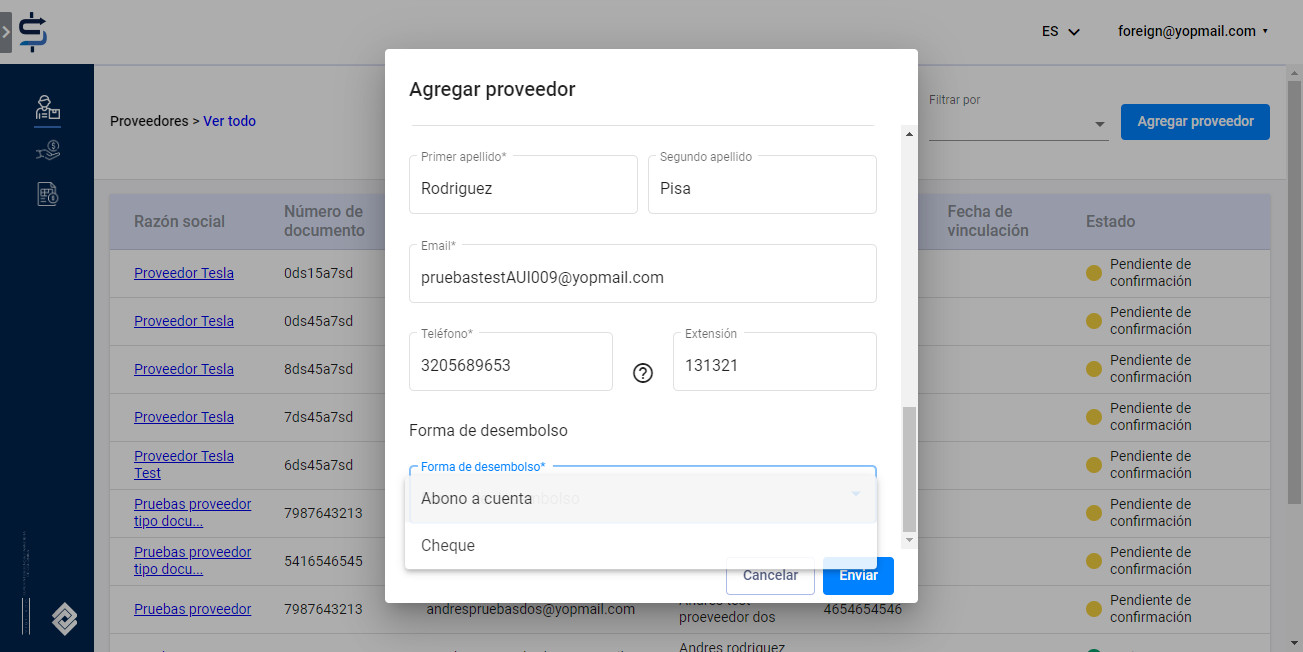 ES
foreign@yopmail.com
Agregar proveedor
Proveedores > Ver todo
Filtrar por
Agregar proveedor
Primer apellido*
Rodriguez
Segundo apellido
Pisa
Email*
pruebastestAUI009@yopmail.com
Teléfono*
3205689653
Extensión
131321
Forma de desembolso
Forma de desembolso*
Abono a cuenta
Cheque
Cancelar
Enviar
Razón social
Número de
documento
Fecha de
vinculación
Estado
Proveedor Tesla
0ds15a7sd
Pendiente de
confirmación
Proveedor Tesla
0ds45a7sd
Pendiente de
confirmación
Proveedor Tesla
8ds45a7sd
Pendiente de
confirmación
Proveedor Tesla
7ds45a7sd
Pendiente de
confirmación
Proveedor Tesla
Test
6ds45a7sd
Pendiente de
confirmación
Pruebas proveedor
tipo docu...
7987643213
Pendiente de
confirmación
Pruebas proveedor
tipo docu...
5416546545
Pendiente de
confirmación
Pruebas proveedor
7987643213
andrespruebasdos@yopmail.com
Andres test
proeveedor dos
4654654546
Pendiente de
confirmación
Andres rodriguez